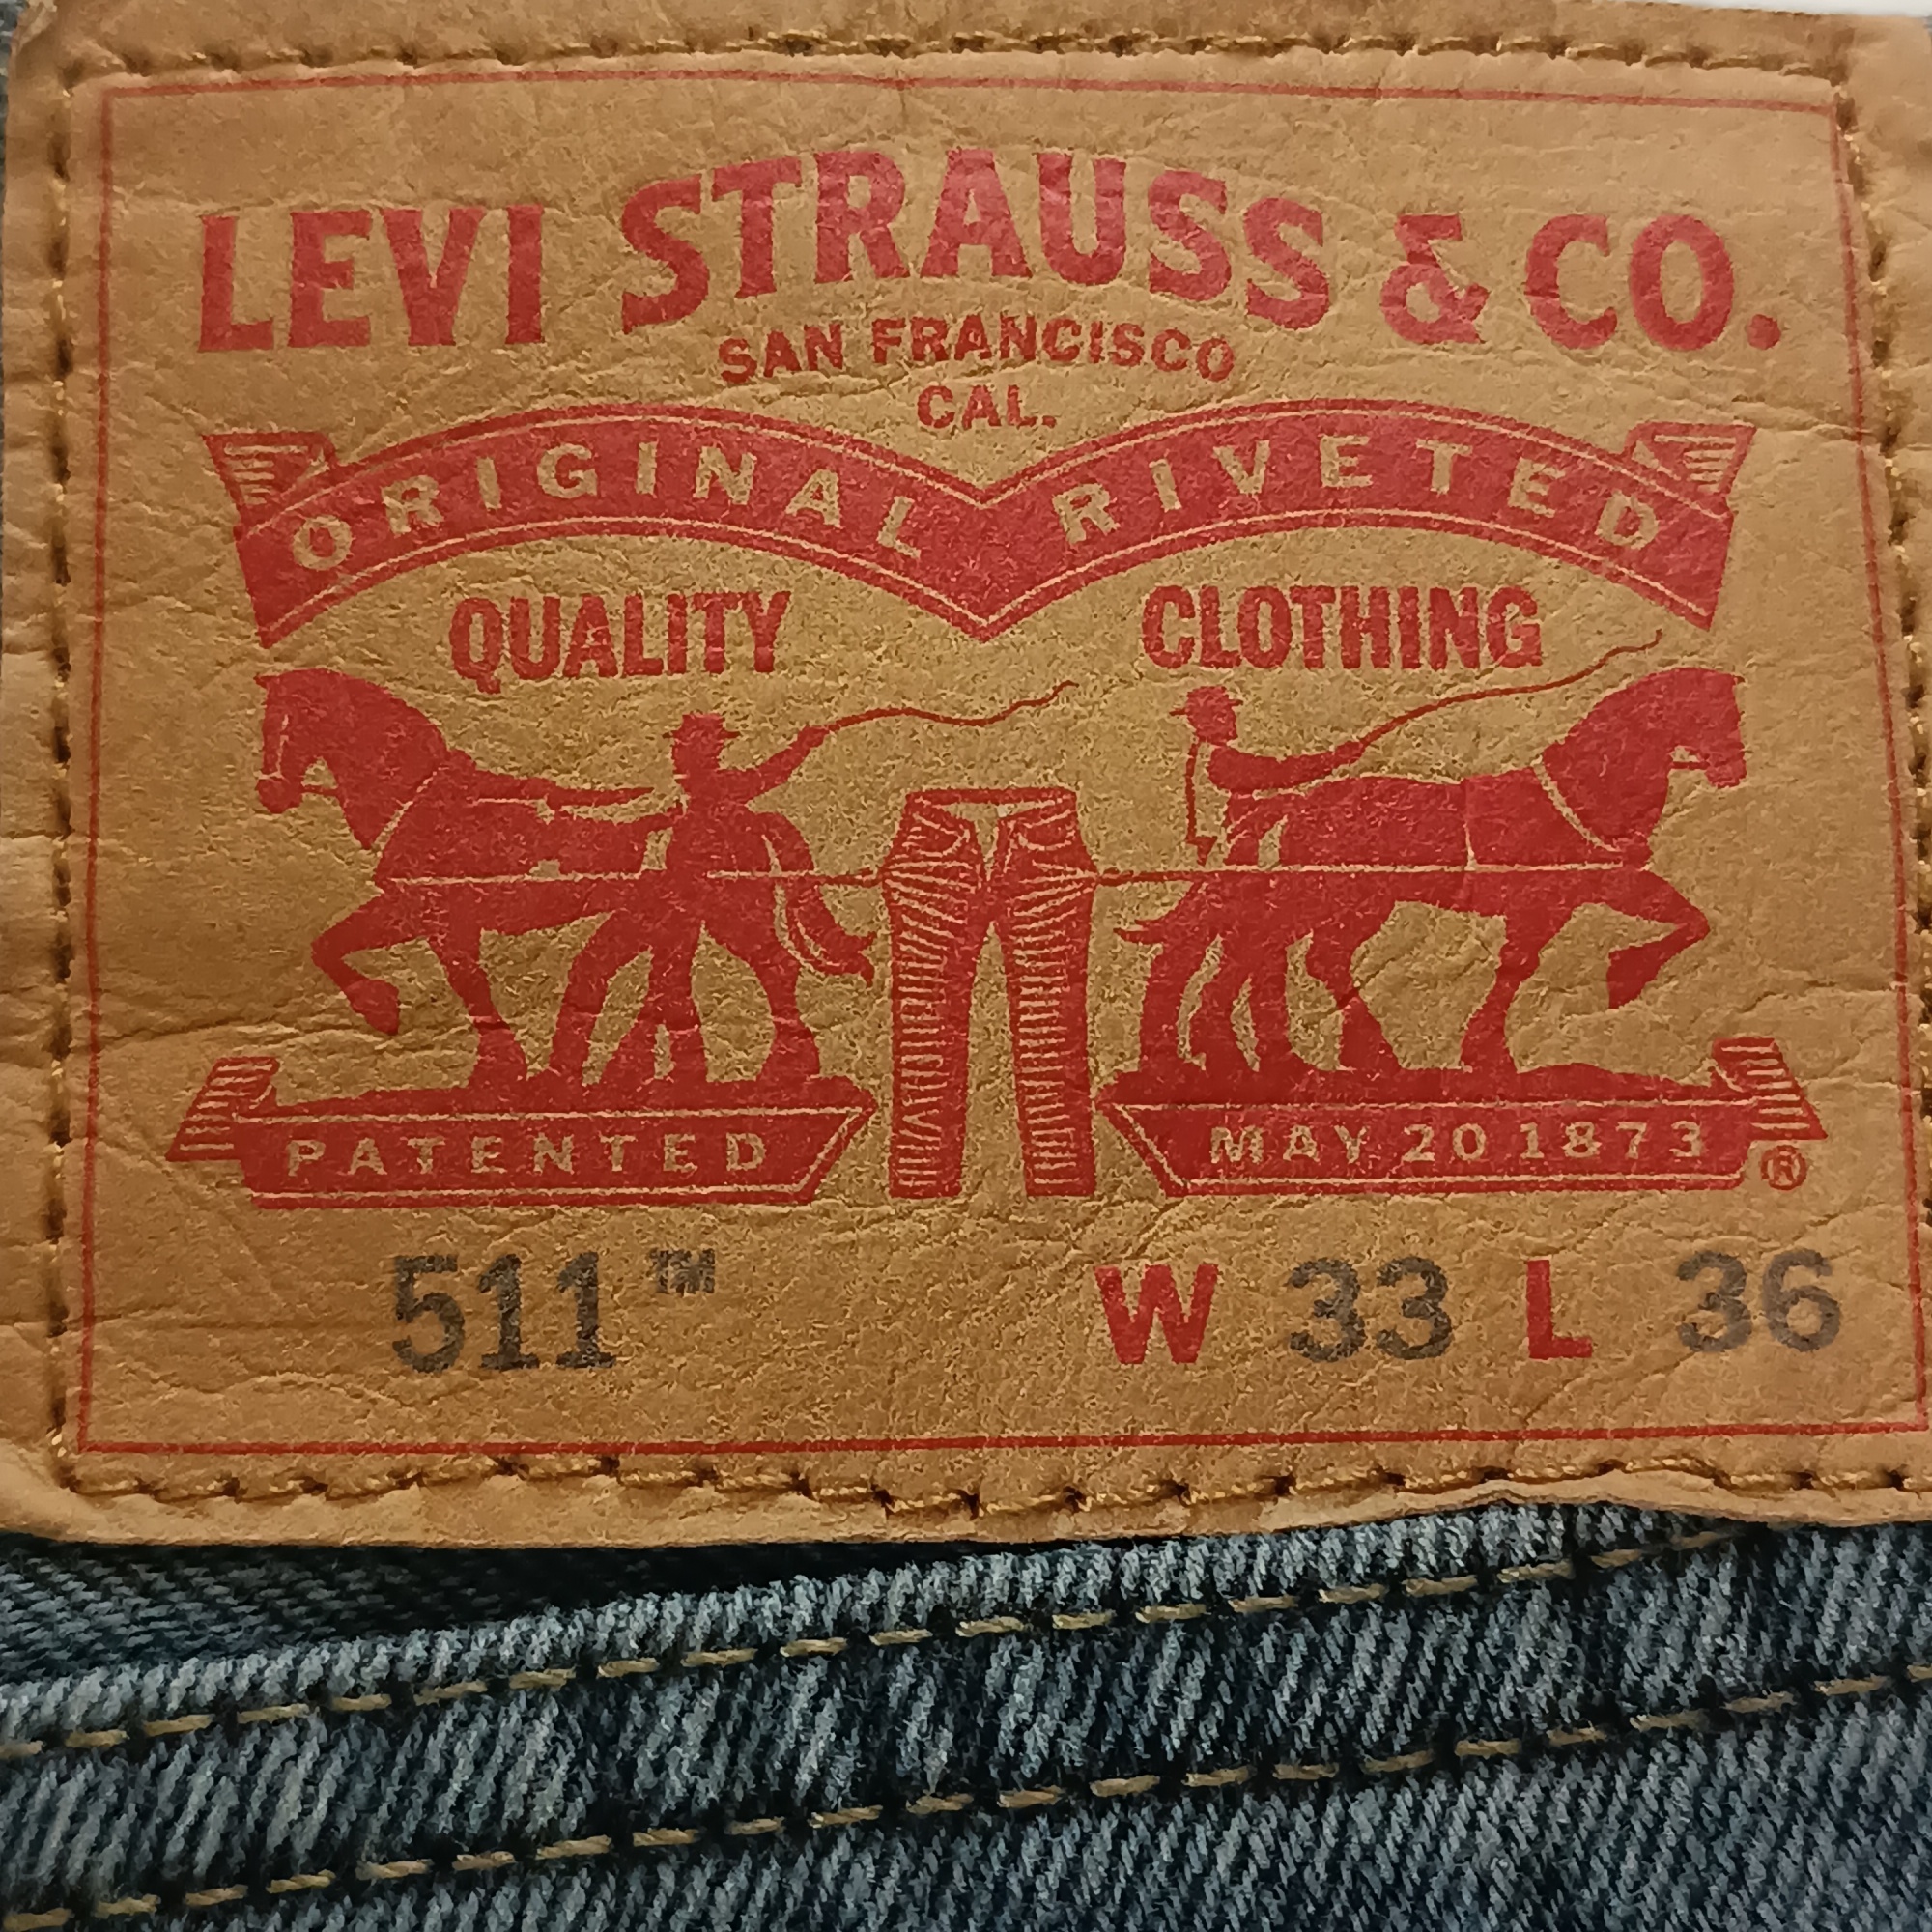 LEVI STRAUSS & CO.
SAN FRANCISCO
CAL.
ORIGINAL RIVETED
QUALITY CLOTHING
PATENTED MAY 20 1873 ®
511™ W 33 L 36